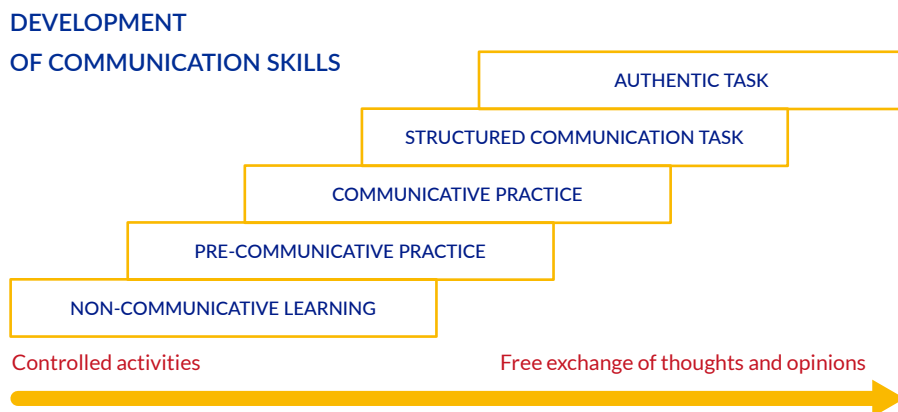 DEVELOPMENT
OF COMMUNICATION SKILLS
AUTHENTIC TASK
STRUCTURED COMMUNICATION TASK
COMMUNICATIVE PRACTICE
PRE-COMMUNICATIVE PRACTICE
NON-COMMUNICATIVE LEARNING
Controlled activities
Free exchange of thoughts and opinions